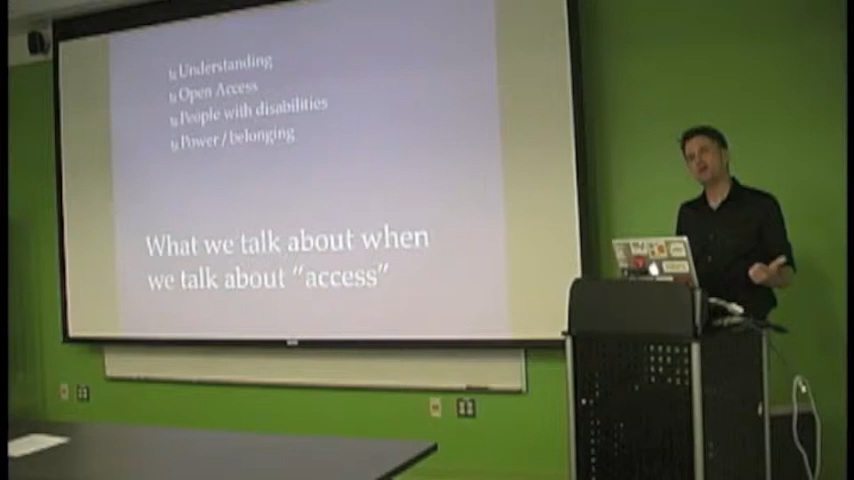 Understanding
Open Access
People with disabilities
Power / belonging
What we talk about when
we talk about “access”